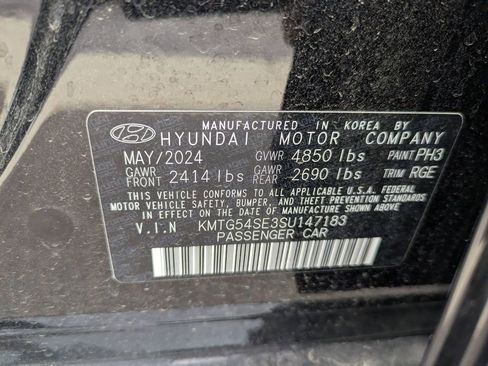 MANUFACTURED IN KOREA BY
HYUNDAI MOTOR COMPANY
MAY/2024 GVWR 4850 lbs PAINT PH3
GAWR FRONT 2414 lbs GAWR REAR 2690 lbs TRIM RGE
THIS VEHICLE CONFORMS TO ALL APPLICABLE U.S.A. FEDERAL
MOTOR VEHICLE SAFETY, BUMPER, AND THEFT PREVENTION STANDARDS
IN EFFECT ON THE DATE OF MANUFACTURE SHOWN ABOVE
V.I.N KMTG54SE3SU147183
PASSENGER CAR